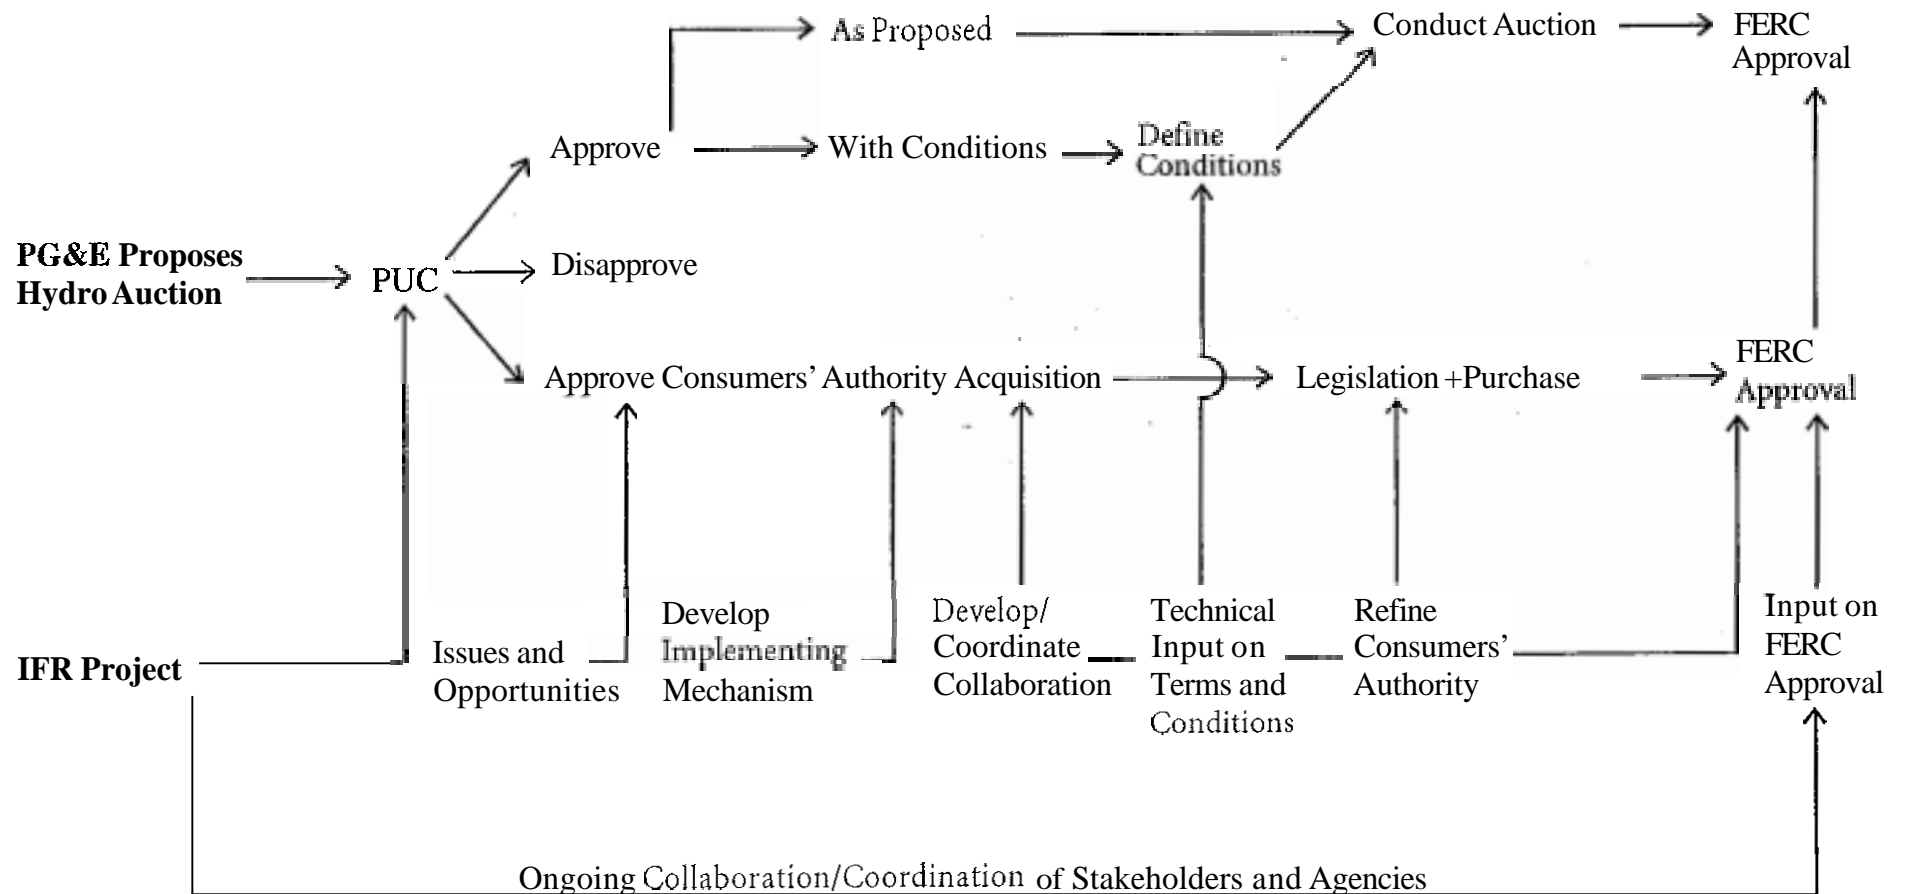 As Proposed
Conduct Auction
FERC
Approval
Approve
With Conditions
Define
Conditions
PG&E Proposes
Hydro Auction
PUC
Disapprove
Approve Consumers' Authority Acquisition
Legislation +Purchase
FERC
Approval
IFR Project
Issues and
Opportunities
Develop
Implementing
Mechanism
Develop/
Coordinate
Collaboration
Technical
Input on
Terms and
Conditions
Refine
Consumers'
Authority
Input on
FERC
Approval
Ongoing Collaboration/Coordination of Stakeholders and Agencies